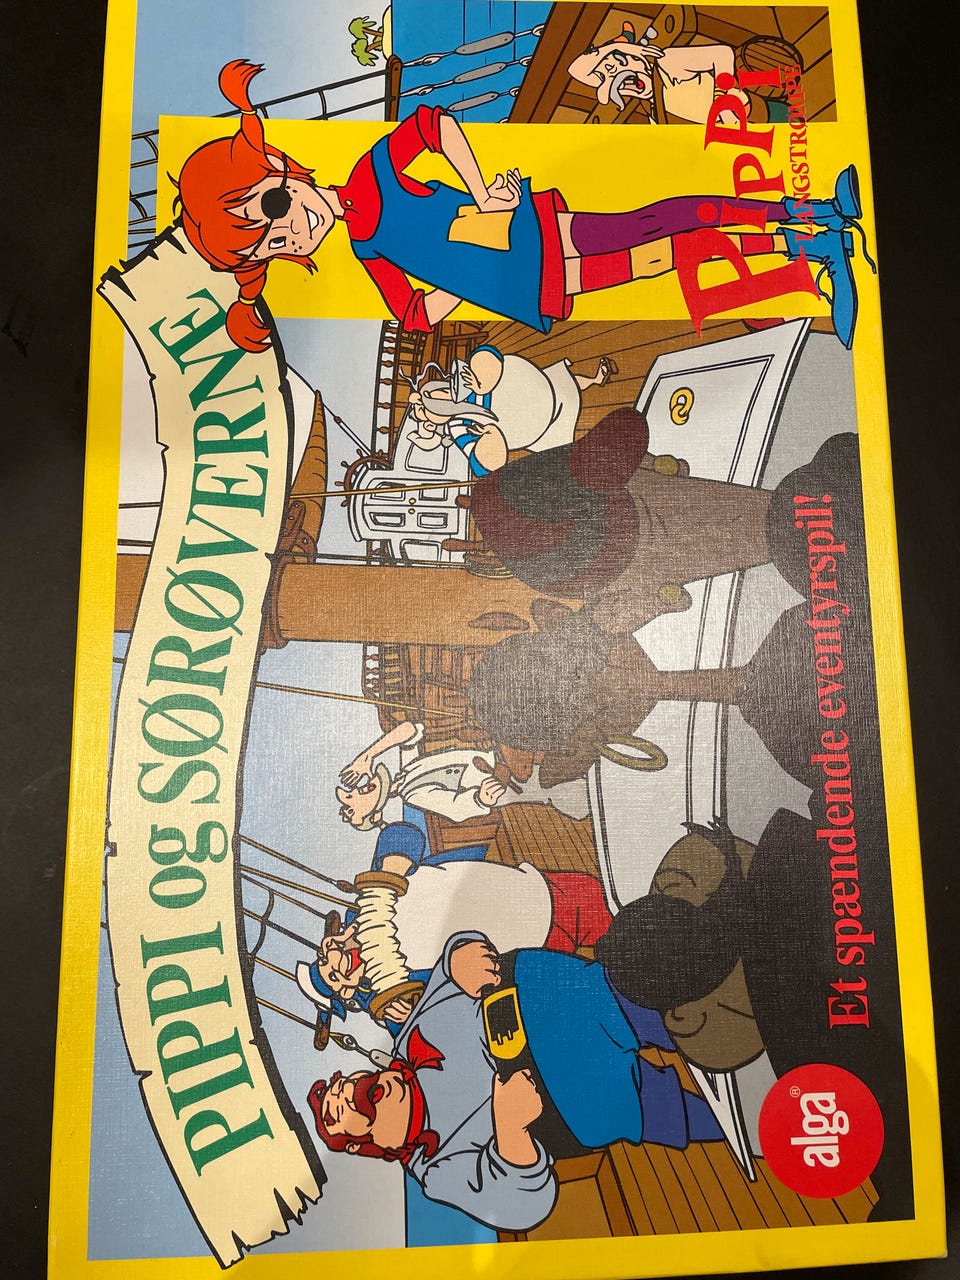 PIPPI og SØRØVERNE
PiPPi
LANGSTRØMPE
Et spændende eventyrspil!
alga®